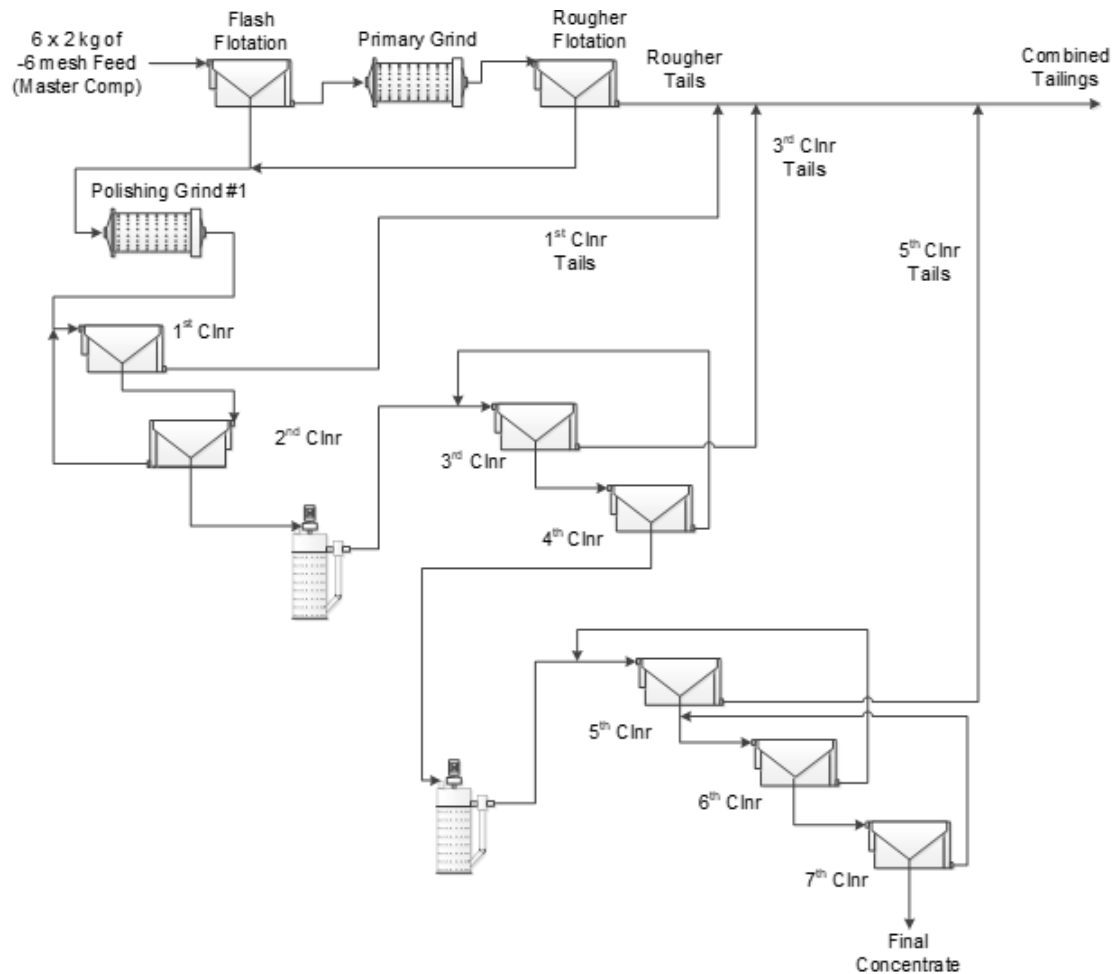 6 x 2 kg of
-6 mesh Feed
(Master Comp)
Flash
Flotation
Primary Grind
Rougher
Flotation
Rougher
Tails
Combined
Tailings
3rd Clnr
Tails
Polishing Grind #1
1st Clnr
Tails
5th Clnr
Tails
1st Clnr
2nd Clnr
3rd Clnr
4th Clnr
5th Clnr
6th Clnr
7th Clnr
Final
Concentrate